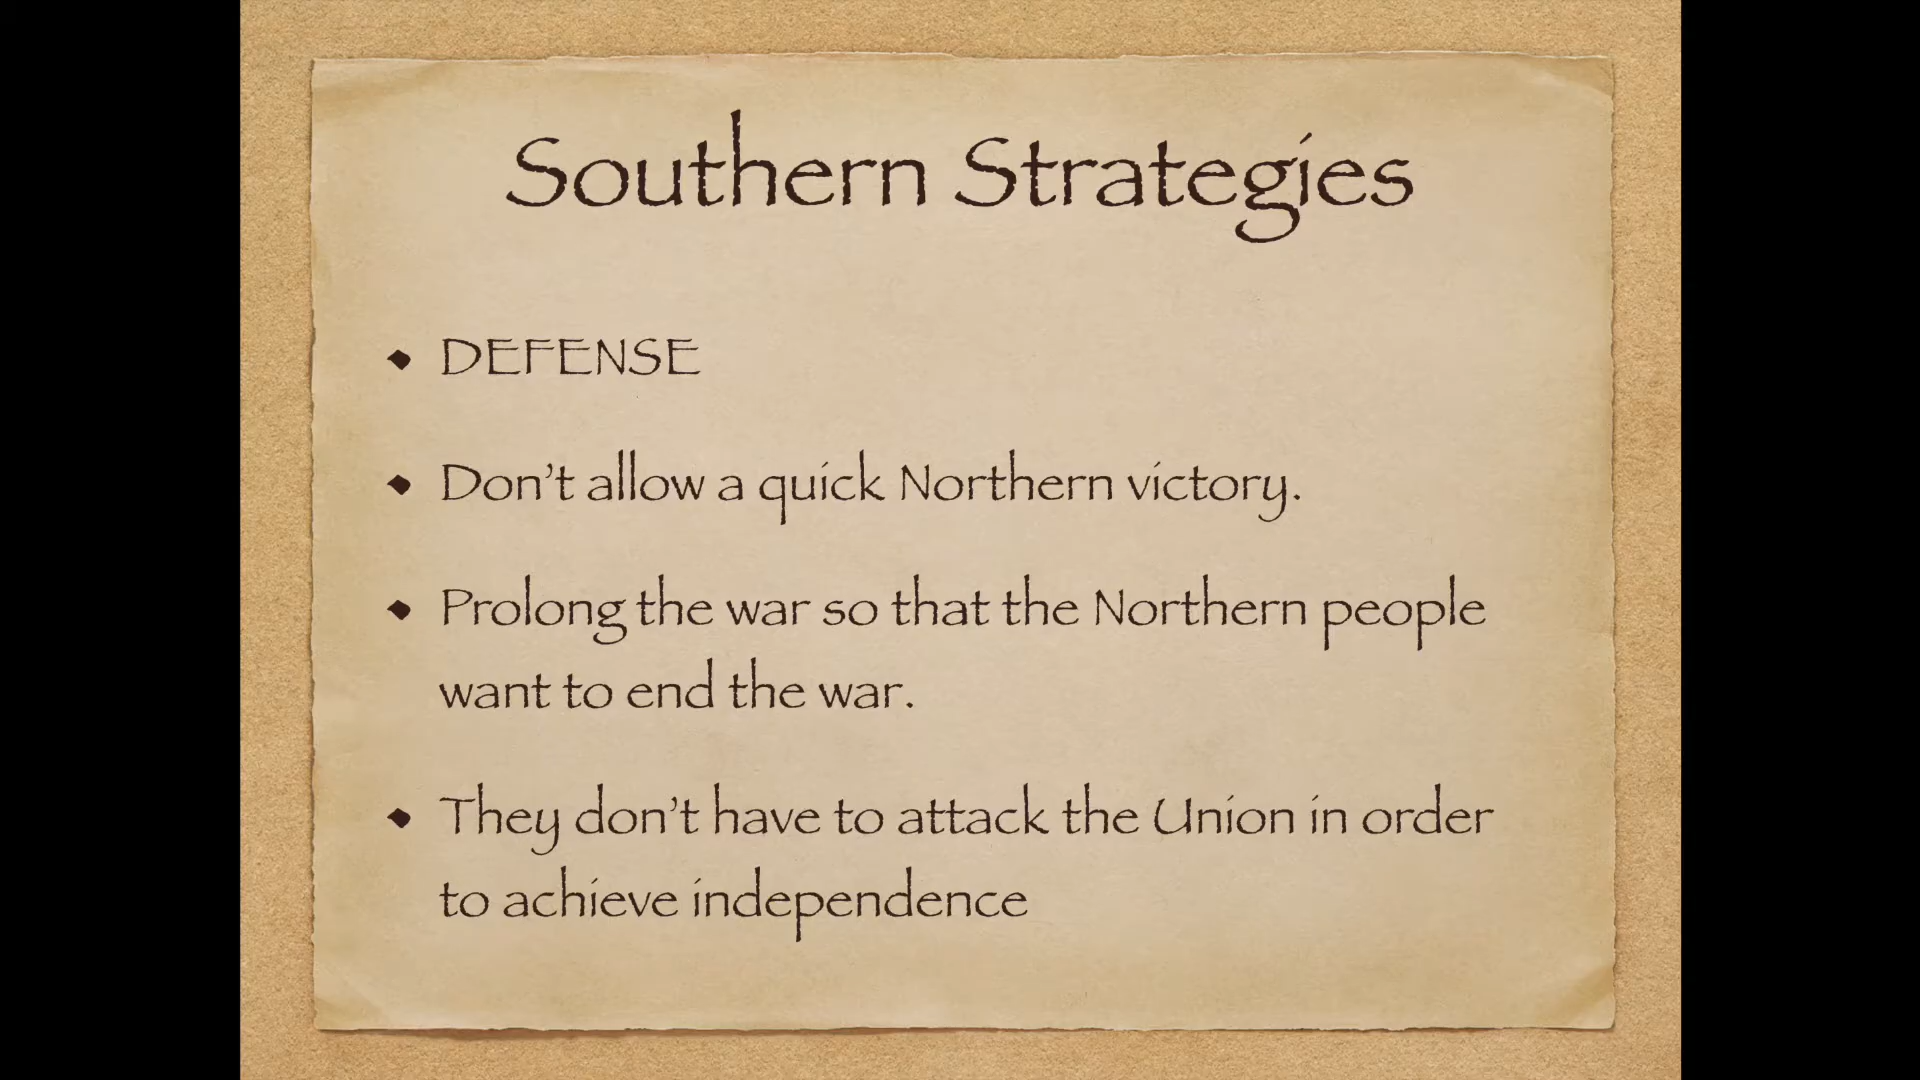 Southern Strategies
• DEFENSE
• Don't allow a quick Northern victory.
• Prolong the war so that the Northern people
want to end the war.
• They don't have to attack the Union in order
to achieve independence